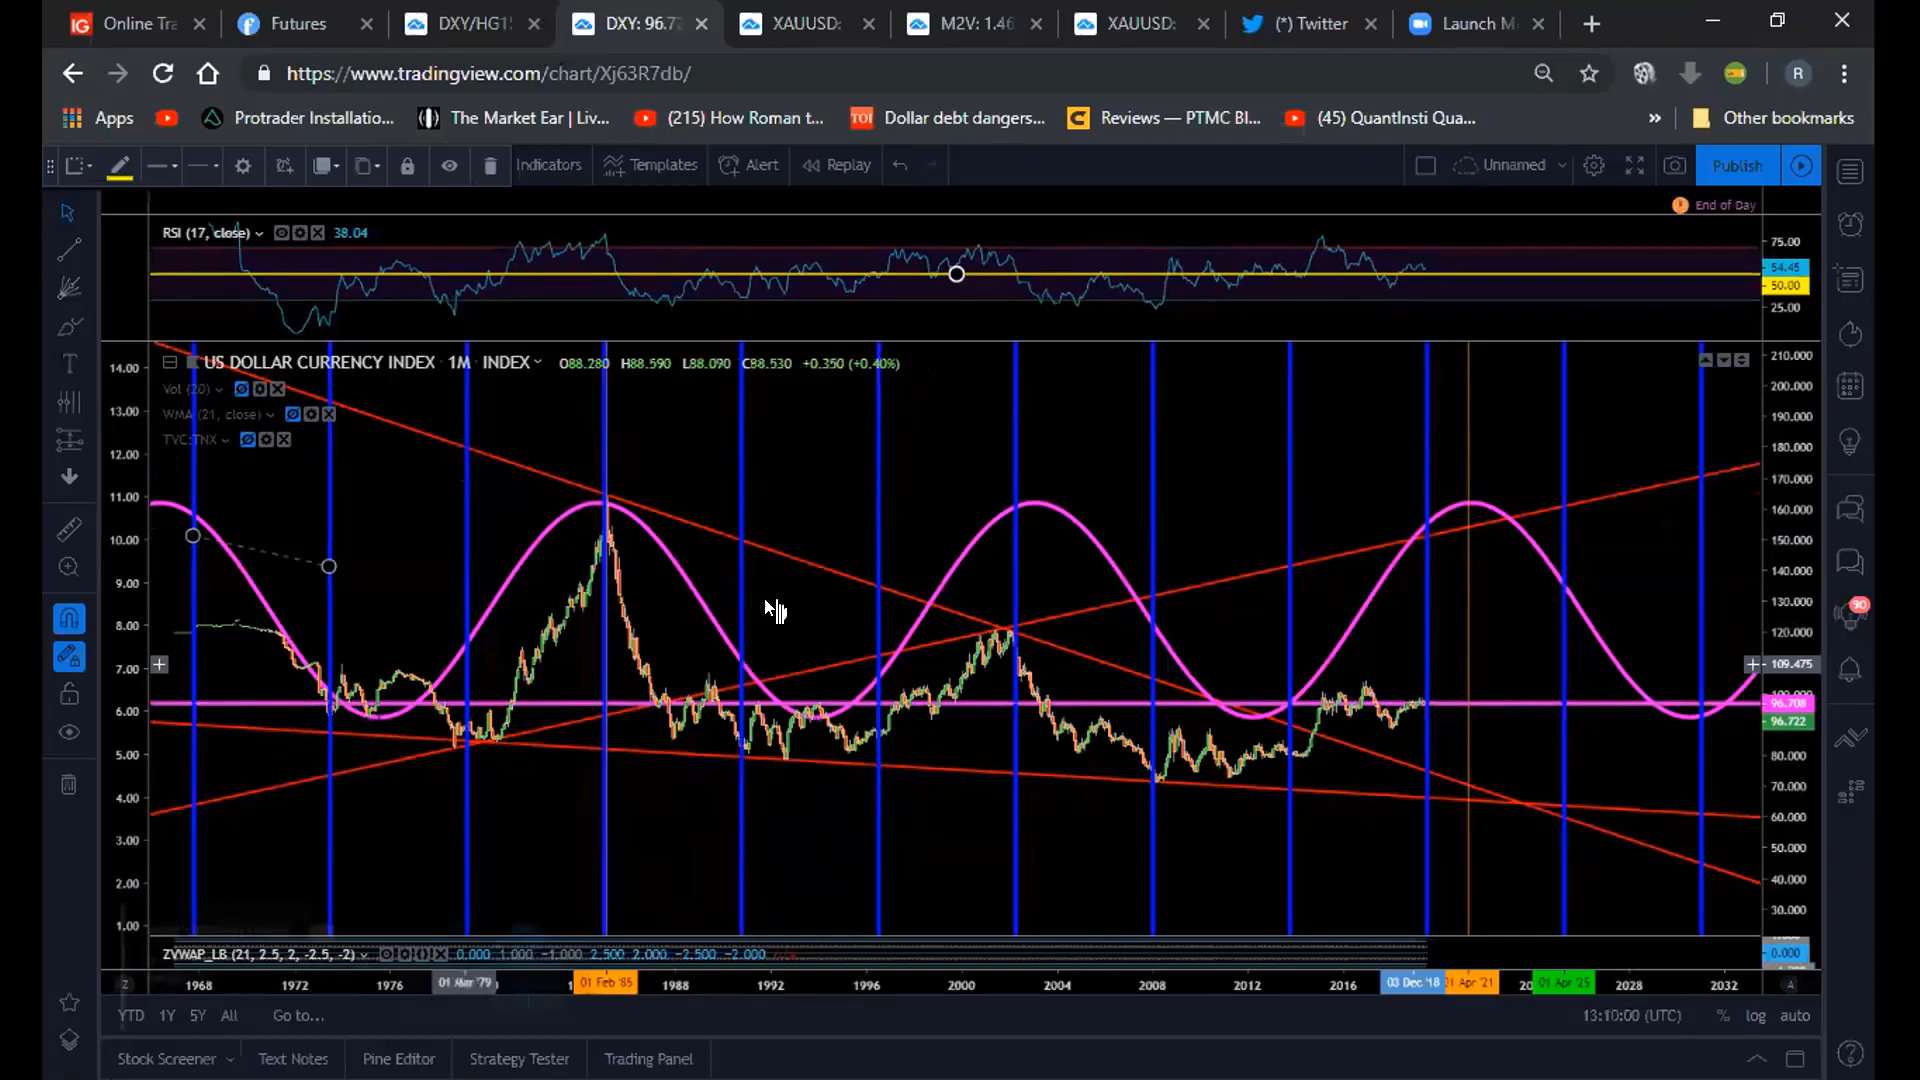 Online Tra
Futures
DXY/HG1
DXY: 96.7
XAUUSD:
M2V: 1.46
XAUUSD:
(*) Twitter
Launch M
https://www.tradingview.com/chart/Xj63R7db/
R
Apps
Protrader Installatio...
The Market Ear | Liv...
(215) How Roman t...
Dollar debt dangers...
Reviews — PTMC Bl...
(45) QuantInsti Qua...
» Other bookmarks
Indicators
Templates
Alert
Replay
Unnamed
Publish
End of Day
RSI (17, close) 38.04
75.00
54.45
50.00
25.00
US DOLLAR CURRENCY INDEX 1M INDEX O88.280 H88.590 L88.090 C88.530 +0.350 (+0.40%)
Vol (20)
WMA (21, close)
TVC:TNX
14.00
13.00
12.00
11.00
10.00
9.00
8.00
7.00
6.00
5.00
4.00
3.00
2.00
1.00
210.000
200.000
190.000
180.000
170.000
160.000
150.000
140.000
130.000
120.000
109.475
100.000
96.708
96.722
80.000
70.000
60.000
50.000
40.000
30.000
90
ZVWAP_LB (21, 2.5, 2, -2.5, -2) 0.000 1.000 -1.000 2.500 2.000 -2.500 -2.000 n/a
0.000
Z 1968 1972 1976 01 Mar '79 01 Feb '85 1988 1992 1996 2000 2004 2008 2012 2016 03 Dec '18 01 Apr '21 01 Apr '25 2028 2032 A
YTD 1Y 5Y All Go to...
13:10:00 (UTC) % log auto
Stock Screener
Text Notes
Pine Editor
Strategy Tester
Trading Panel